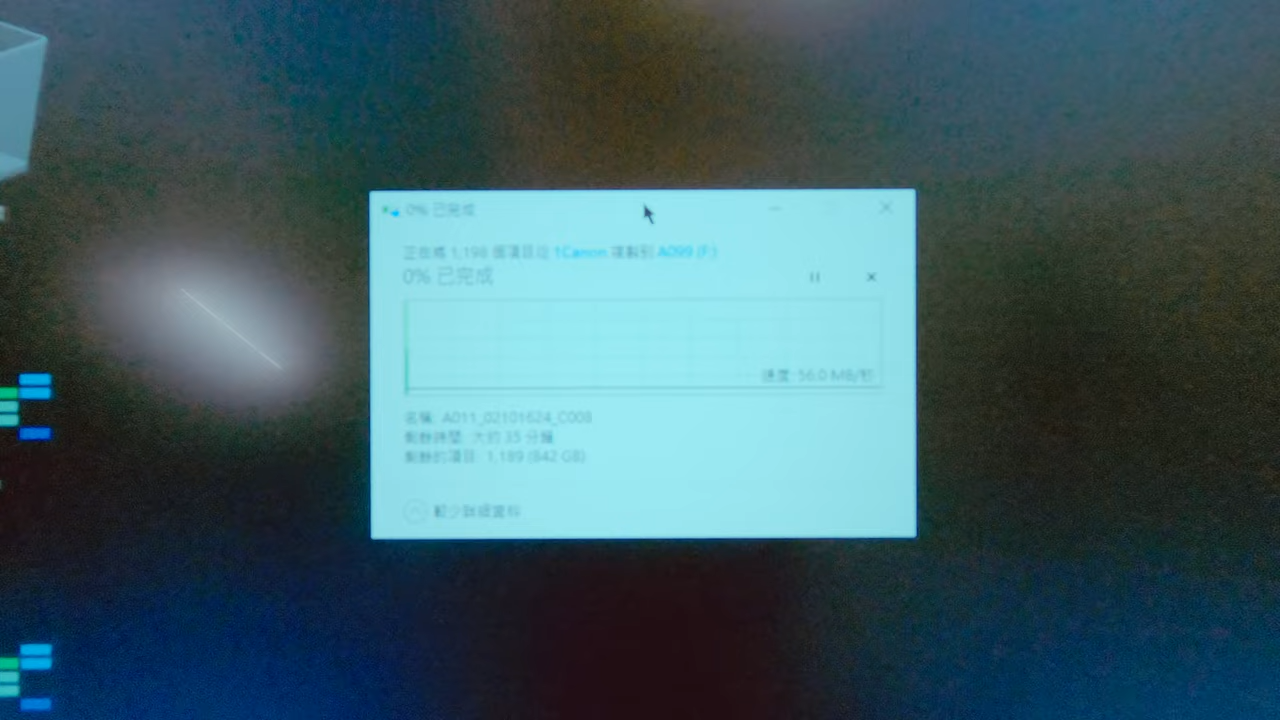 0% 已完成
正在將 1,198 個項目從 1Canon 複製到 A099 (F:)
0% 已完成
速度: 56.0 MB/秒
名稱: A011_02101624_C008
剩餘時間: 大約 35 分鐘
剩餘的項目: 1,189 (842 GB)
較少詳細資料